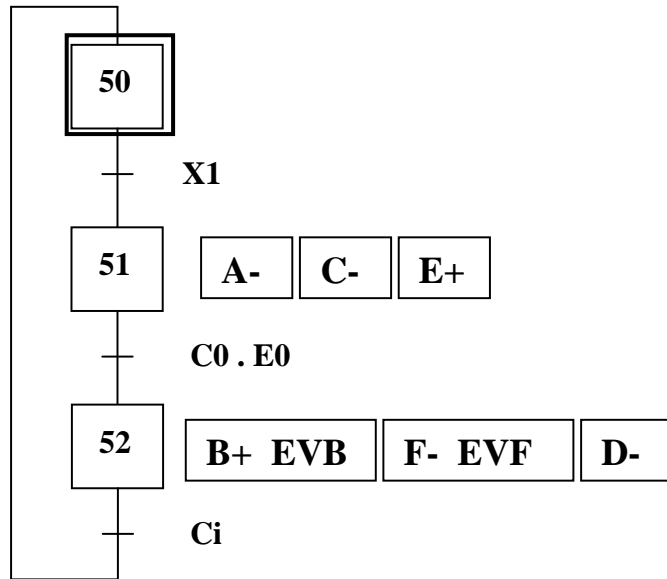 50
X1
51 A- C- E+
C0 . E0
52 B+ EVB F- EVF D-
Ci